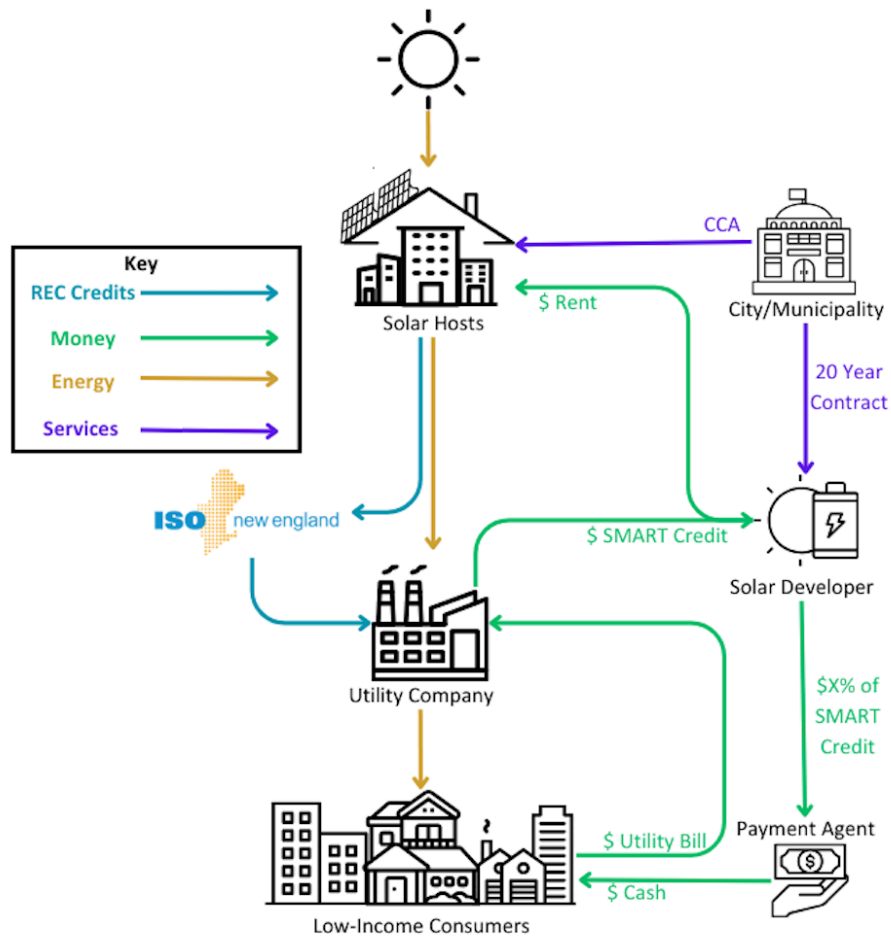 CCA
Key
REC Credits
Money
Energy
Services
$ Rent
Solar Hosts
City/Municipality
20 Year
Contract
ISO new england
$ SMART Credit
Solar Developer
Utility Company
$X% of
SMART
Credit
Payment Agent
$ Utility Bill
$
$ Cash
Low-Income Consumers